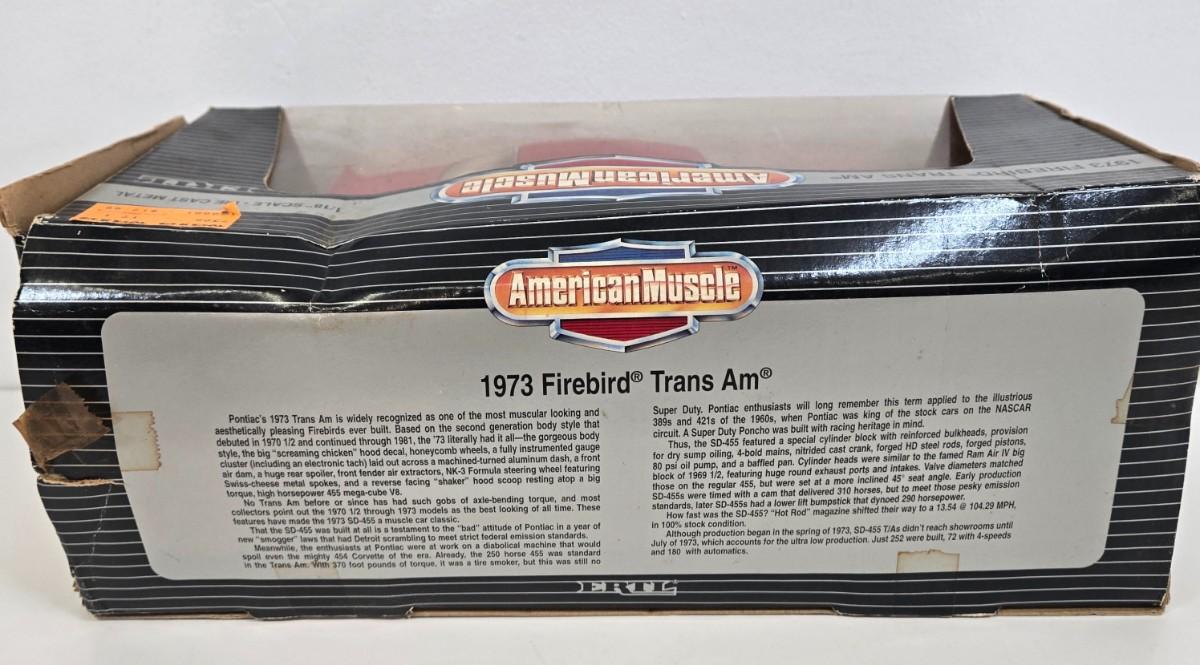 ERTL
1/18TH SCALE · DIE CAST METAL
AmericanMuscle
1973 FIREBIRD® TRANS AM™
AmericanMuscle™
1973 Firebird® Trans Am®
Pontiac's 1973 Trans Am is widely recognized as one of the most muscular looking and
aesthetically pleasing Firebirds ever built. Based on the second generation body style that
debuted in 1970 1/2 and continued through 1981, the '73 literally had it all—the gorgeous body
style, the big "screaming chicken" hood decal, honeycomb wheels, a fully instrumented gauge
cluster (including an electronic tach) laid out across a machined-turned aluminum dash, a front
air dam, a huge rear spoiler, front fender air extractors, NK-3 Formula steering wheel featuring
Swiss-cheese metal spokes, and a reverse facing "shaker" hood scoop resting atop a big
torque, high horsepower 455 mega-cube V8.
No Trans Am before or since has had such gobs of axle-bending torque, and most
collectors point out the 1970 1/2 through 1973 models as the best looking of all time. These
features have made the 1973 SD-455 a muscle car classic.
That the SD-455 was built at all is a testament to the "bad" attitude of Pontiac in a year of
new "smogger" laws that had Detroit scrambling to meet strict federal emission standards.
Meanwhile, the enthusiasts at Pontiac were at work on a diabolical machine that would
spoil even the mighty 454 Corvette of the era. Already, the 250 horse 455 was standard
in the Trans Am. With 370 foot pounds of torque, it was a tire smoker, but this was still no
Super Duty. Pontiac enthusiasts will long remember this term applied to the illustrious
389s and 421s of the 1960s, when Pontiac was king of the stock cars on the NASCAR
circuit. A Super Duty Poncho was built with racing heritage in mind.
Thus, the SD-455 featured a special cylinder block with reinforced bulkheads, provision
for dry sump oiling, 4-bold mains, nitrided cast crank, forged HD steel rods, forged pistons,
80 psi oil pump, and a baffled pan. Cylinder heads were similar to the famed Ram Air IV big
block of 1969 1/2, featuring huge round exhaust ports and intakes. Valve diameters matched
those on the regular 455, but were set at a more inclined 45° seat angle. Early production
SD-455s were timed with a cam that delivered 310 horses, but to meet those pesky emission
standards, later SD-455s had a lower lift bumpstick that dynoed 290 horsepower.
How fast was the SD-455? "Hot Rod" magazine shifted their way to a 13.54 @ 104.29 MPH,
in 100% stock condition.
Although production began in the spring of 1973, SD-455 T/As didn't reach showrooms until
July of 1973, which accounts for the ultra low production. Just 252 were built, 72 with 4-speeds
and 180 with automatics.
ERTL